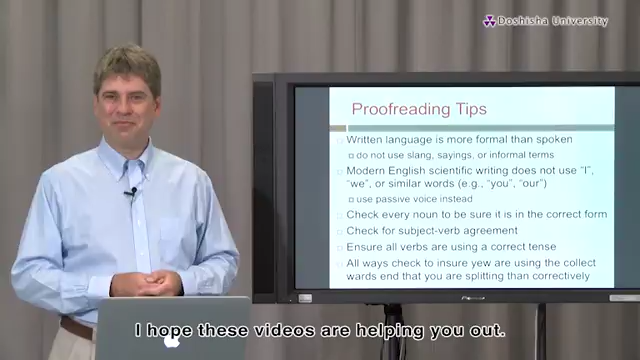 Doshisha University
Proofreading Tips
Written language is more formal than spoken
do not use slang, sayings, or informal terms
Modern English scientific writing does not use "I",
"we", or similar words (e.g., "you", "our")
use passive voice instead
Check every noun to be sure it is in the correct form
Check for subject-verb agreement
Ensure all verbs are using a correct tense
All ways check to insure yew are using the collect
wards end that you are splitting than correctively
I hope these videos are helping you out.